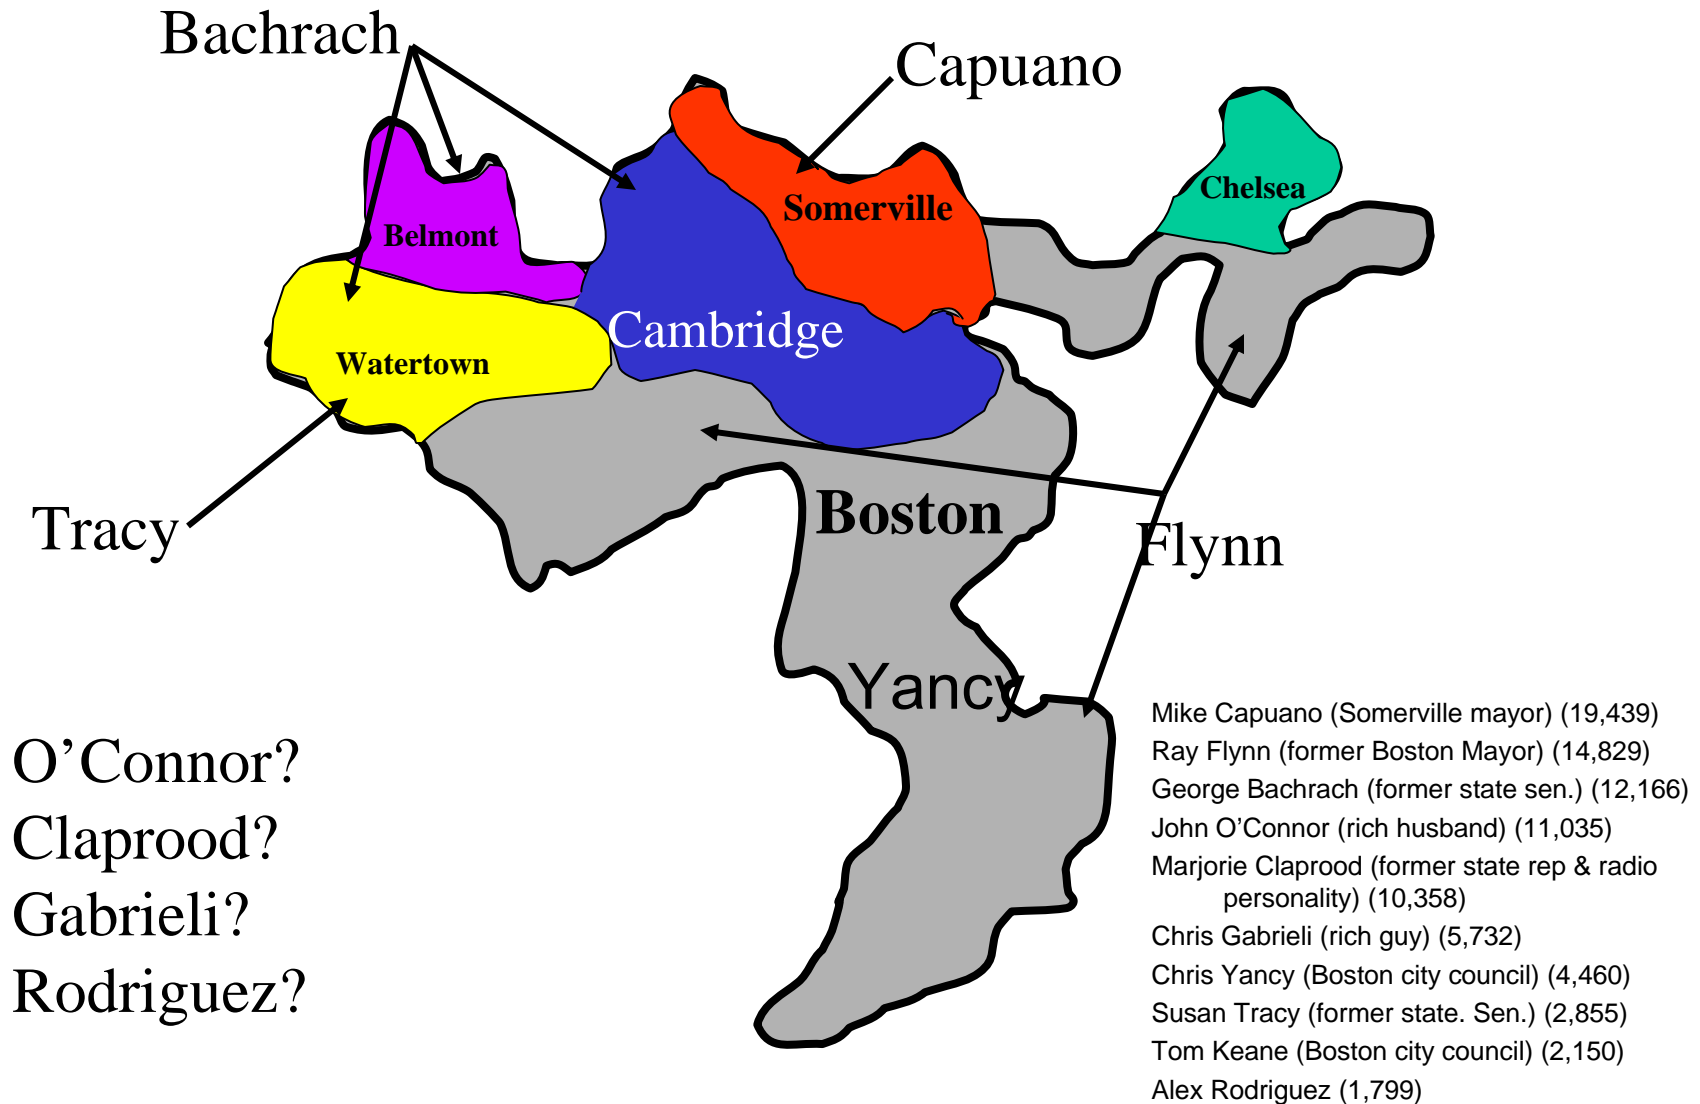 Bachrach
Capuano
Chelsea
Somerville
Belmont
Cambridge
Watertown
Boston
Tracy
Flynn
Yancy
O’Connor?
Claprood?
Gabrieli?
Rodriguez?
Mike Capuano (Somerville mayor) (19,439)
Ray Flynn (former Boston Mayor) (14,829)
George Bachrach (former state sen.) (12,166)
John O’Connor (rich husband) (11,035)
Marjorie Claprood (former state rep & radio
personality) (10,358)
Chris Gabrieli (rich guy) (5,732)
Chris Yancy (Boston city council) (4,460)
Susan Tracy (former state. Sen.) (2,855)
Tom Keane (Boston city council) (2,150)
Alex Rodriguez (1,799)